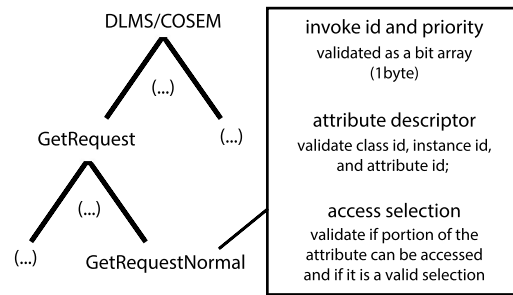 DLMS/COSEM
(...)
GetRequest
(...)
(...)
(...)
GetRequestNormal
invoke id and priority
validated as a bit array
(1byte)
attribute descriptor
validate class id, instance id,
and attribute id;
access selection
validate if portion of the
attribute can be accessed
and if it is a valid selection